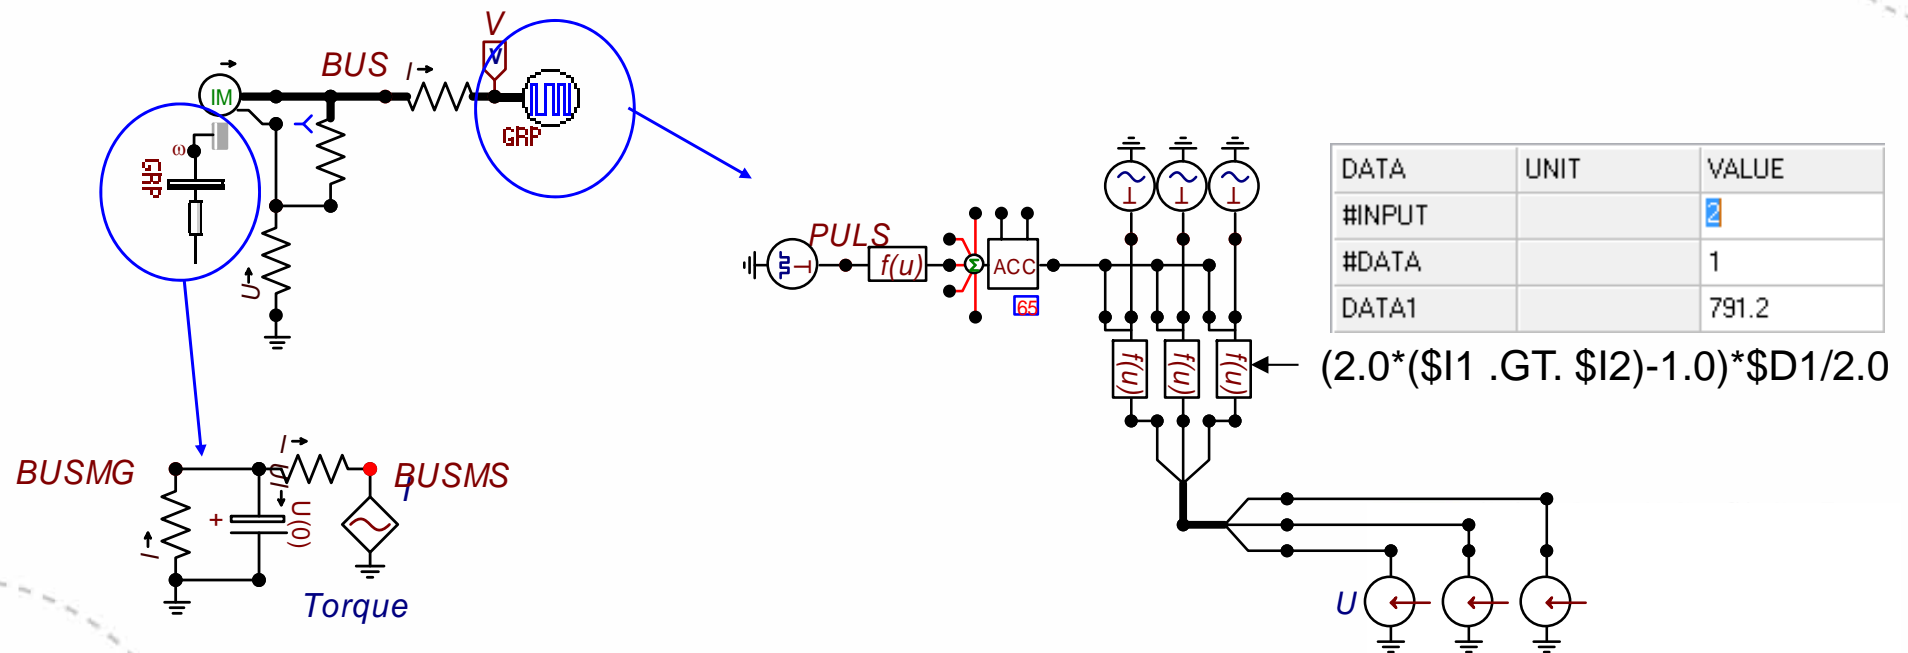 V
V
BUS
I
IM
GRP
ω
GRP
U
PULS
f(u)
Σ
ACC
65
f(u)
f(u)
f(u)
DATA UNIT VALUE
#INPUT 2
#DATA 1
DATA1 791.2
(2.0*($I1 .GT. $I2)-1.0)*$D1/2.0
BUSMG
I
I
U(0)
I
BUSMS
I
Torque
U